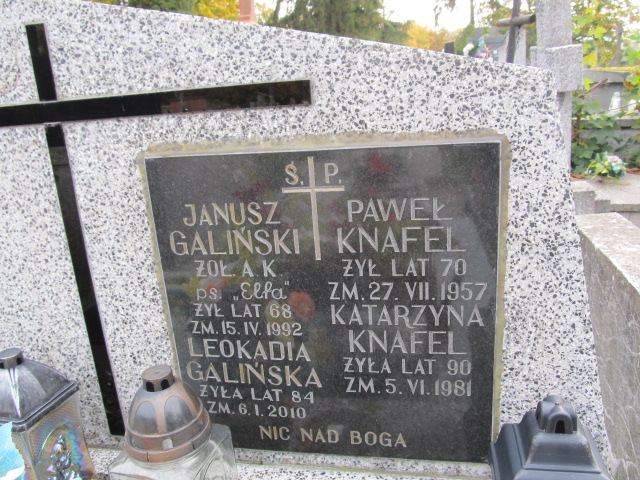 Ś. P.
JANUSZ
GALIŃSKI
ŻOŁ. A K
ps. „Elfa"
ŻYŁ LAT 68
ZM. 15. IV. 1992
LEOKADIA
GALIŃSKA
ŻYŁA LAT 84
ZM. 6. I. 2010
PAWEŁ
KNAFEL
ŻYŁ LAT 70
ZM. 27. VII. 1957
KATARZYNA
KNAFEL
ŻYŁA LAT 90
ZM. 5. VI. 1981
NIC NAD BOGA